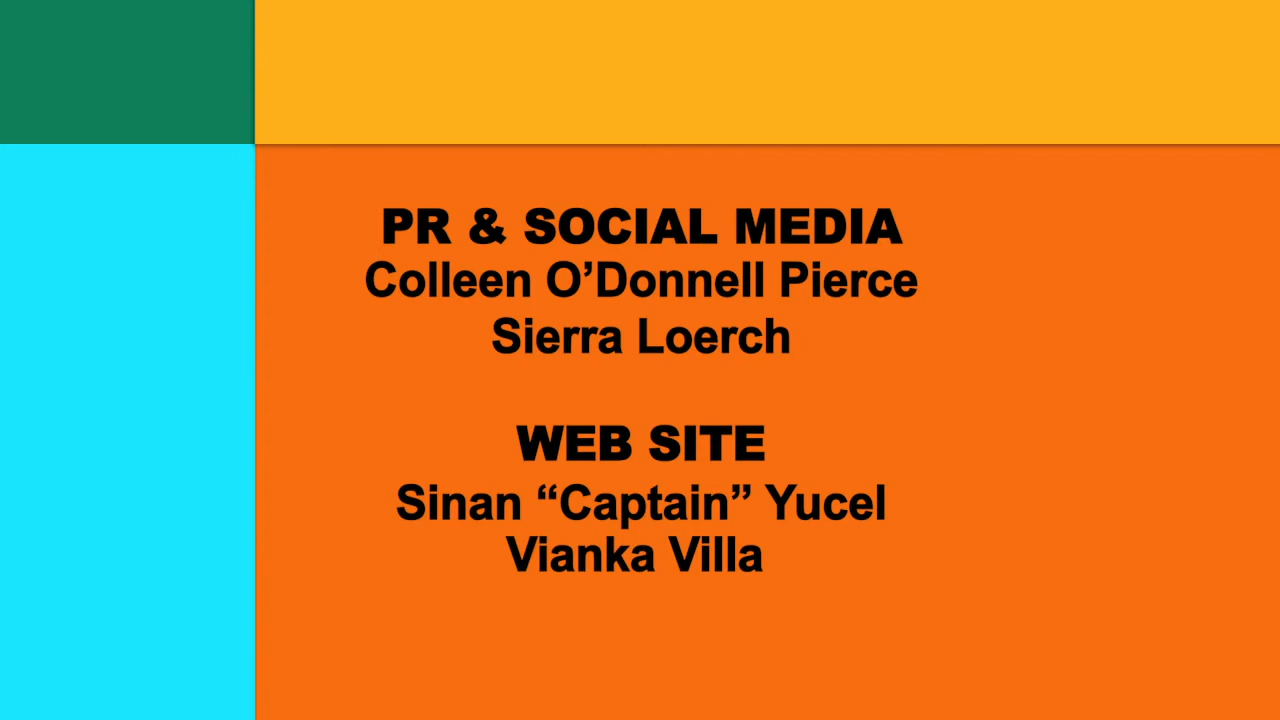 PR & SOCIAL MEDIA
Colleen O’Donnell Pierce
Sierra Loerch
WEB SITE
Sinan “Captain” Yucel
Vianka Villa